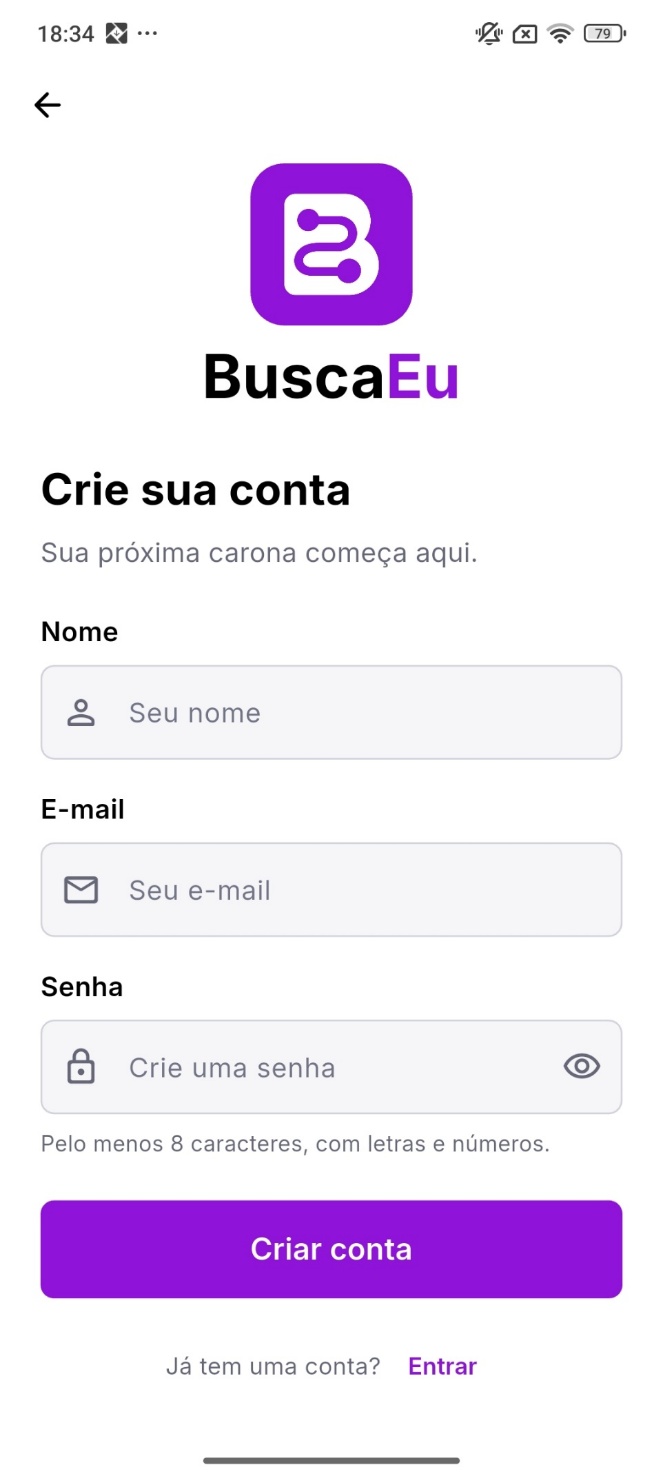 18:34
79
BuscaEu
Crie sua conta
Sua próxima carona começa aqui.
Nome
Seu nome
E-mail
Seu e-mail
Senha
Crie uma senha
Pelo menos 8 caracteres, com letras e números.
Criar conta
Já tem uma conta? Entrar